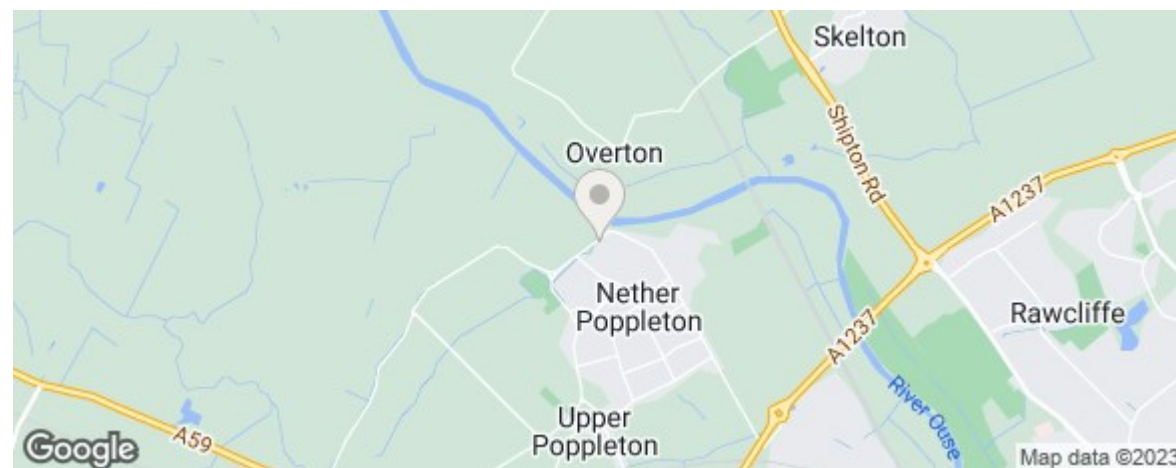 Skelton
Overton
Shipton Rd
A1237
Nether
Poppleton
Rawcliffe
A1237
River Ouse
Upper
Poppleton
A59
Google
Map data ©2023